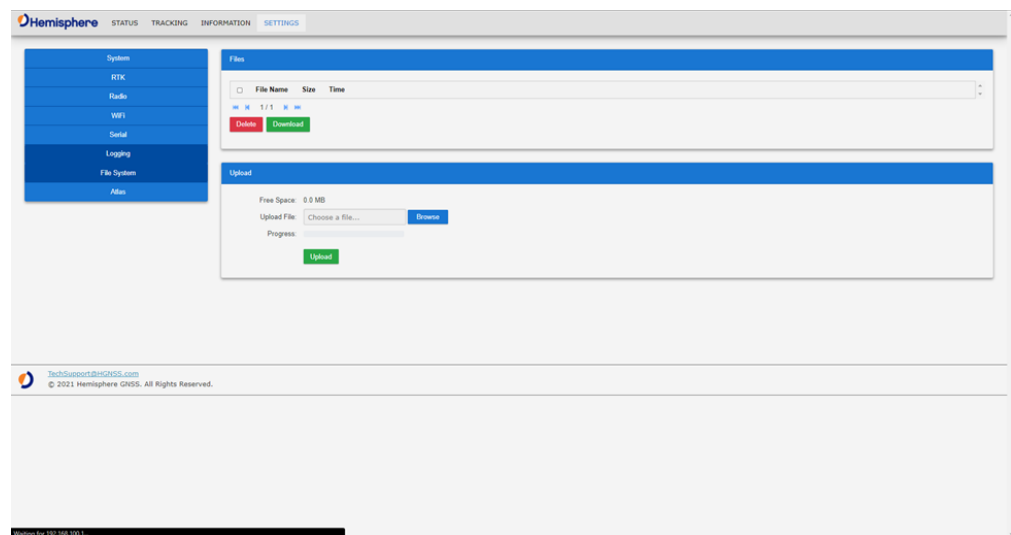 Hemisphere STATUS TRACKING INFORMATION SETTINGS
System
RTK
Radio
WiFi
Serial
Logging
File System
Atlas
Files
File Name Size Time
1 / 1
Delete Download
Upload
Free Space: 0.0 MB
Upload File: Choose a file... Browse
Progress:
Upload
TechSupport@HGNSS.com
© 2021 Hemisphere GNSS. All Rights Reserved.
Waiting for 192.168.100.1...